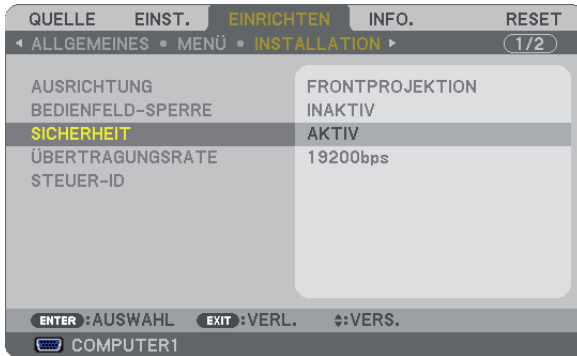 QUELLE EINST. EINRICHTEN INFO. RESET
ALLGEMEINES • MENÜ • INSTALLATION 1/2
AUSRICHTUNG FRONTPROJEKTION
BEDIENFELD-SPERRE INAKTIV
SICHERHEIT AKTIV
ÜBERTRAGUNGSRATE 19200bps
STEUER-ID
ENTER :AUSWAHL EXIT :VERL. :VERS.
COMPUTER1